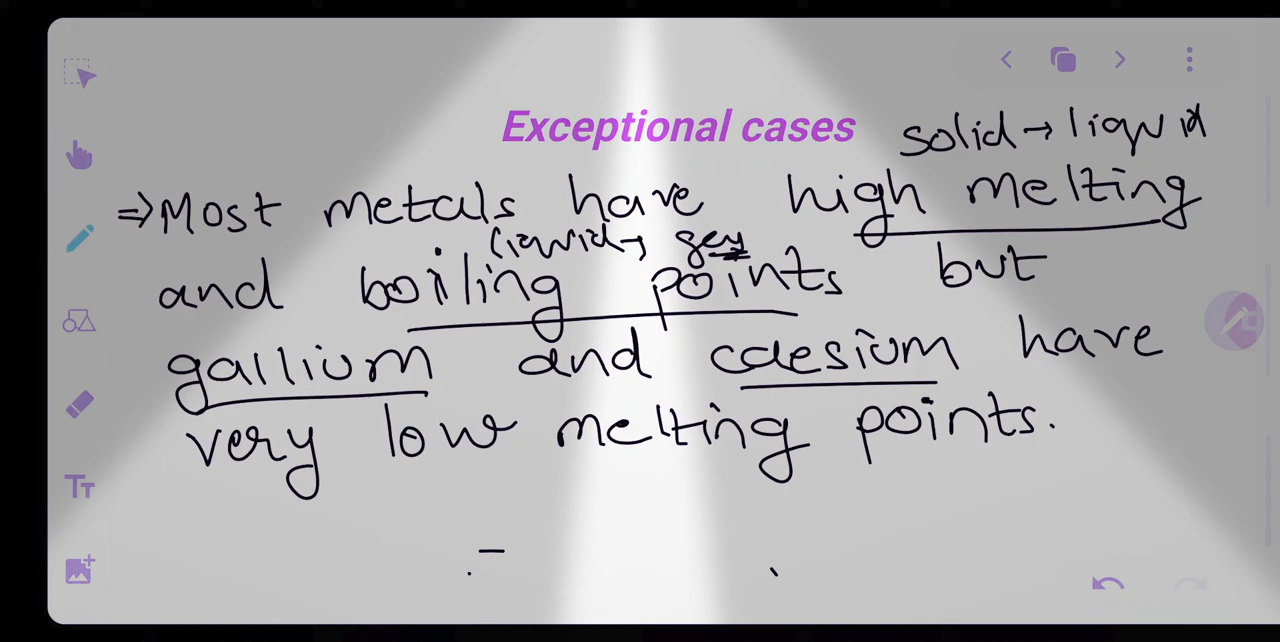 Exceptional cases
solid → liquid
⇒ Most metals have high melting
liquid → gas
and boiling points but
gallium and caesium have
very low melting points.
Tт